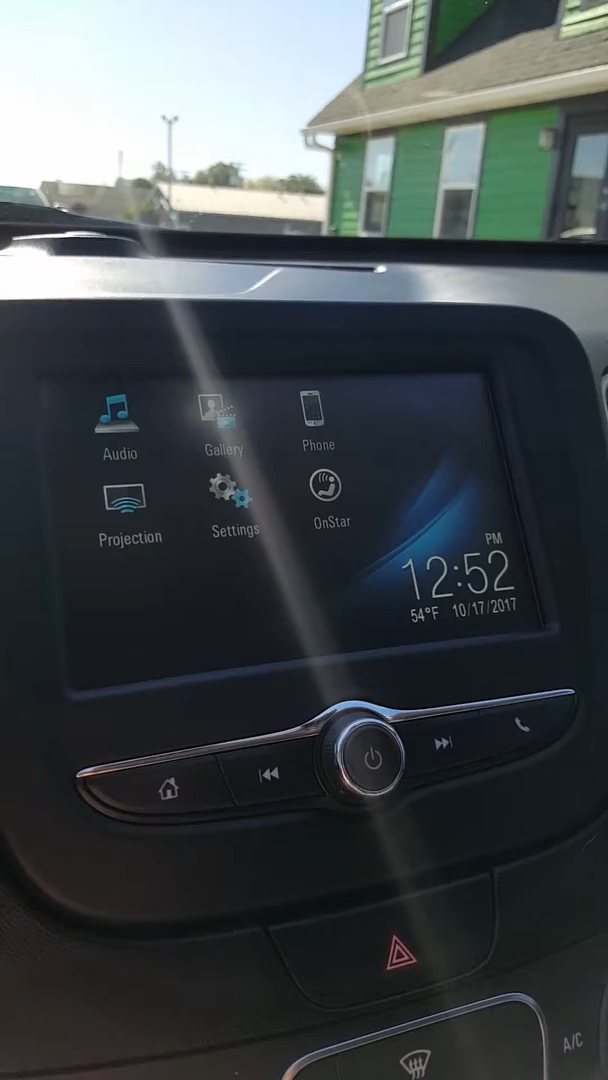 Audio Gallery Phone
Projection Settings OnStar
PM
12:52
54°F 10/17/2017
A/C